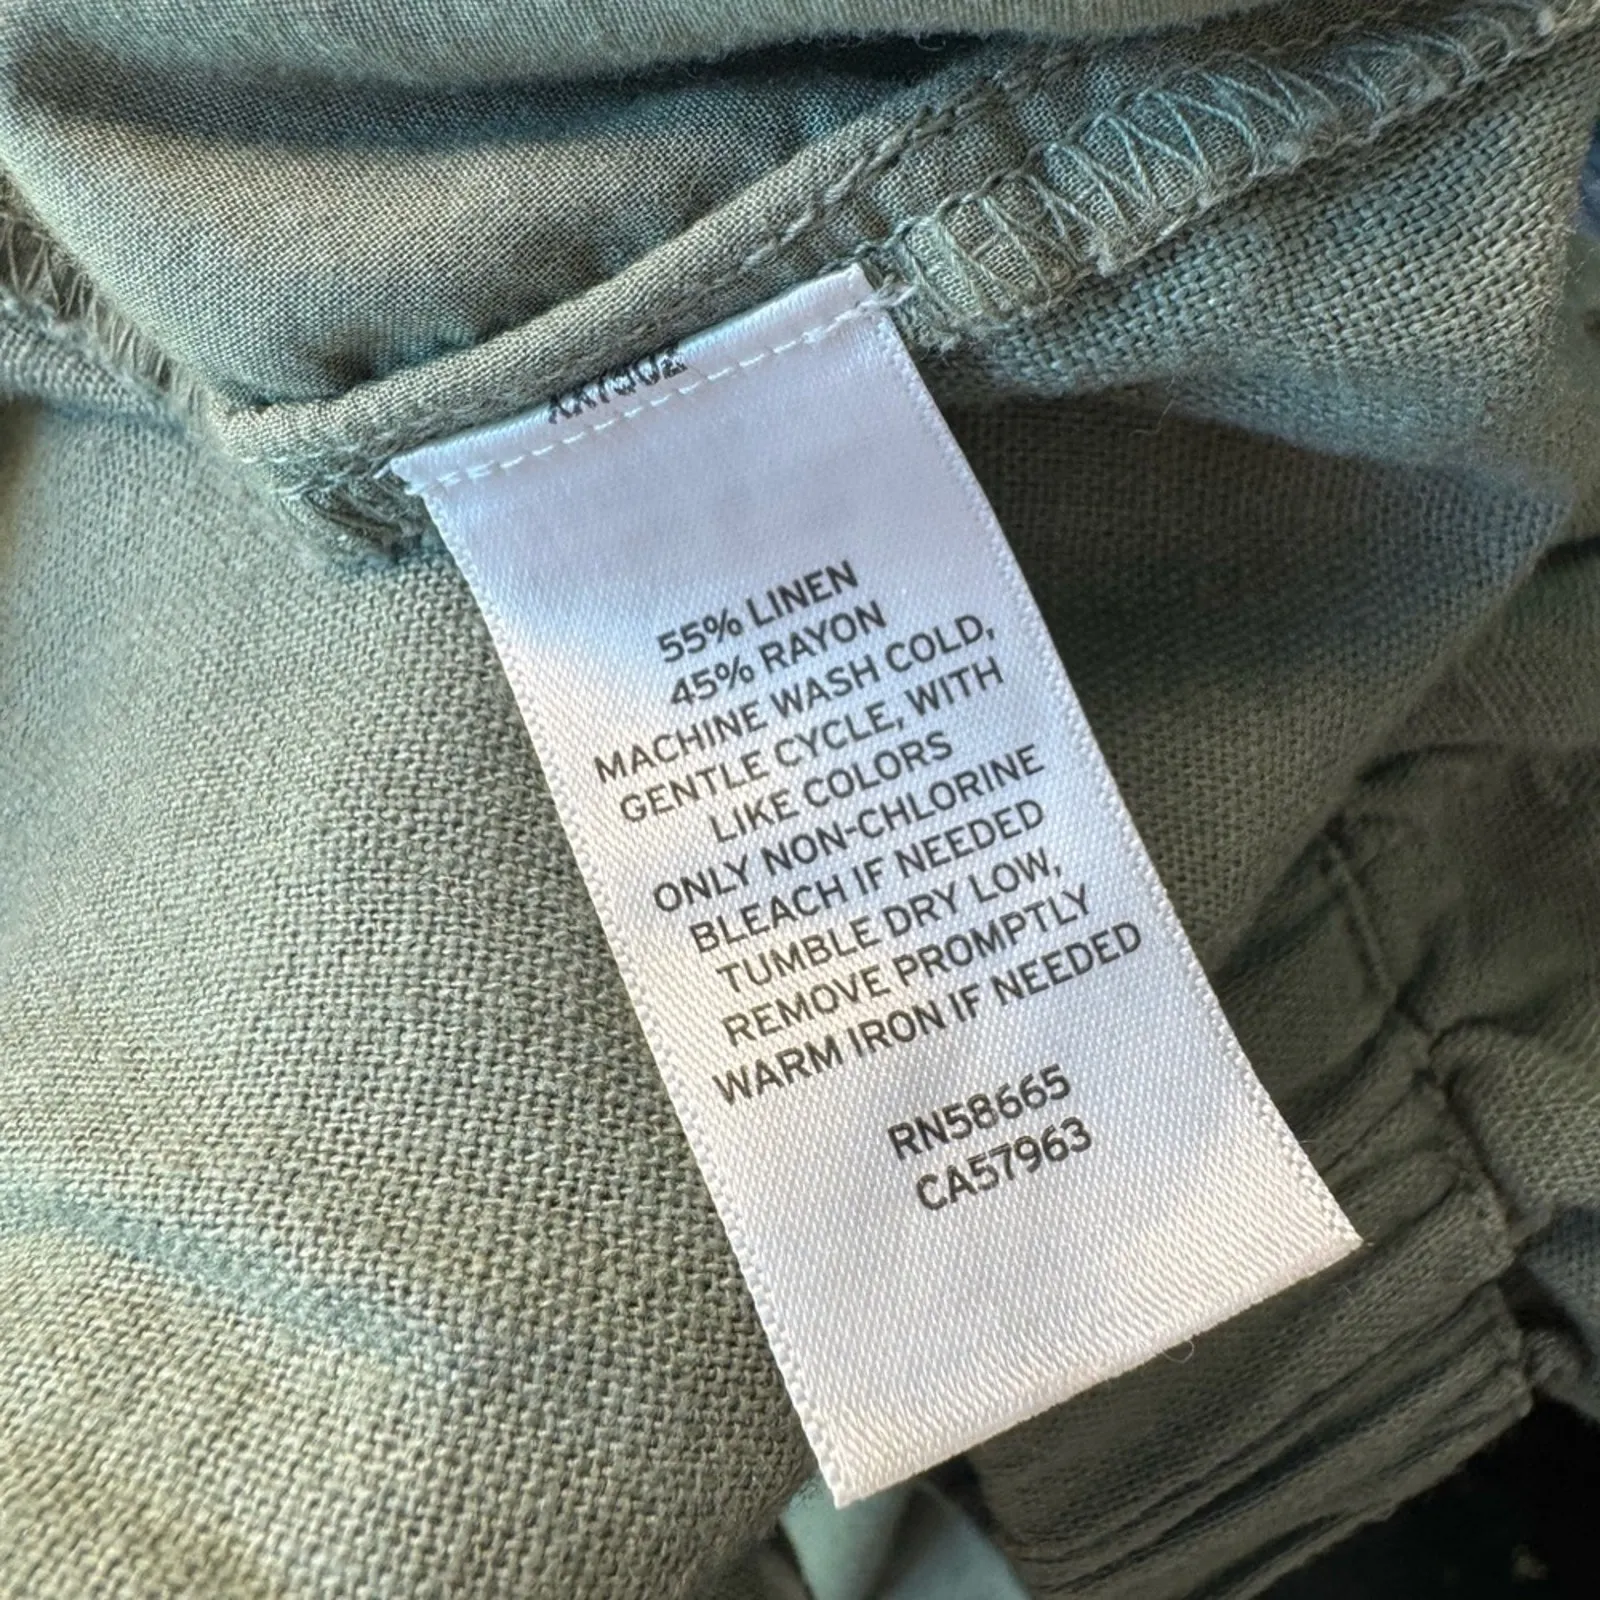 55% LINEN
45% RAYON
MACHINE WASH COLD,
GENTLE CYCLE, WITH
LIKE COLORS
ONLY NON-CHLORINE
BLEACH IF NEEDED
TUMBLE DRY LOW,
REMOVE PROMPTLY
WARM IRON IF NEEDED
RN58665
CA57963